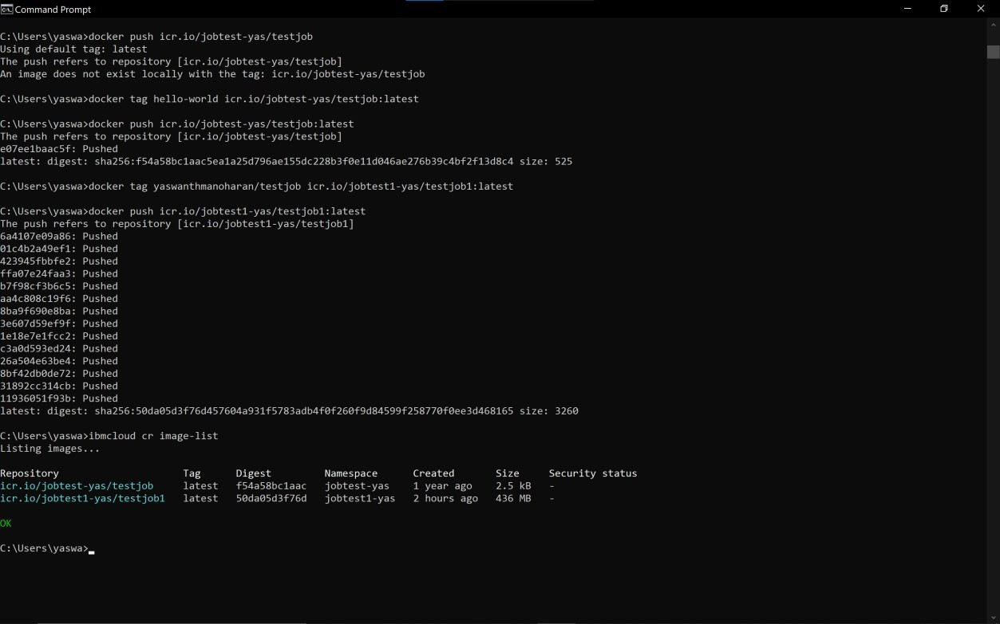 Command Prompt
C:\Users\yaswa>docker push icr.io/jobtest-yas/testjob
Using default tag: latest
The push refers to repository [icr.io/jobtest-yas/testjob]
An image does not exist locally with the tag: icr.io/jobtest-yas/testjob
C:\Users\yaswa>docker tag hello-world icr.io/jobtest-yas/testjob:latest
C:\Users\yaswa>docker push icr.io/jobtest-yas/testjob:latest
The push refers to repository [icr.io/jobtest-yas/testjob]
e07ee1baac5f: Pushed
latest: digest: sha256:f54a58bc1aac5ea1a25d796ae155dc228b3f0e11d046ae276b39c4bf2f13d8c4 size: 525
C:\Users\yaswa>docker tag yaswanthmanoharan/testjob icr.io/jobtest1-yas/testjob1:latest
C:\Users\yaswa>docker push icr.io/jobtest1-yas/testjob1:latest
The push refers to repository [icr.io/jobtest1-yas/testjob1]
6a4107e09a86: Pushed
01c4b2a49ef1: Pushed
423945fbbfe2: Pushed
ffa07e24faa3: Pushed
b7f98cf3b6c5: Pushed
aa4c808c19f6: Pushed
8ba9f690e8ba: Pushed
3e607d59ef9f: Pushed
1e18e7e1fcc2: Pushed
c3a0d593ed24: Pushed
26a504e63be4: Pushed
8bf42db0de72: Pushed
31892cc314cb: Pushed
11936051f93b: Pushed
latest: digest: sha256:50da05d3f76d457604a931f5783adb4f0f260f9d84599f258770f0ee3d468165 size: 3260
C:\Users\yaswa>ibmcloud cr image-list
Listing images...
Repository Tag Digest Namespace Created Size Security status
icr.io/jobtest-yas/testjob latest f54a58bc1aac jobtest-yas 1 year ago 2.5 kB -
icr.io/jobtest1-yas/testjob1 latest 50da05d3f76d jobtest1-yas 2 hours ago 436 MB -
OK
C:\Users\yaswa>